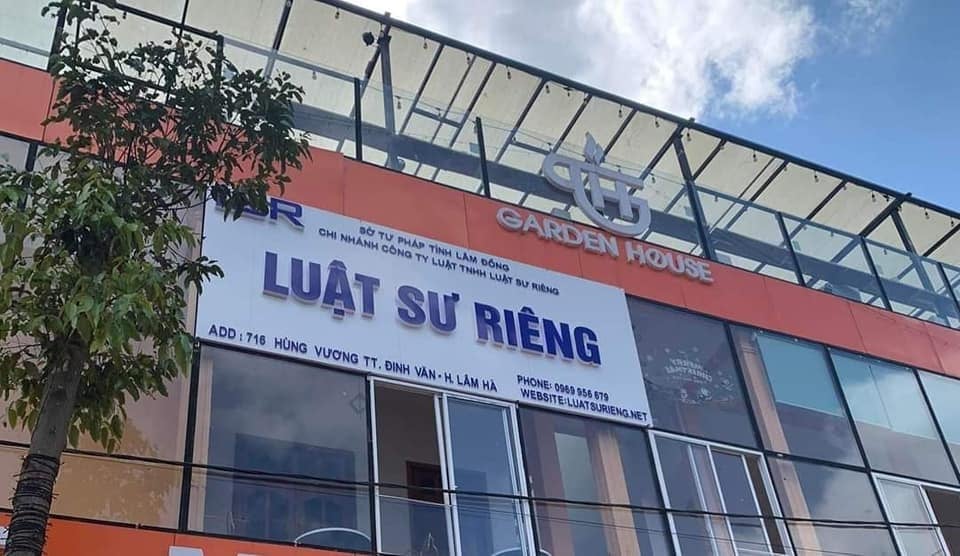 SỞ TƯ PHÁP TỈNH LÂM ĐỒNG
CHI NHÁNH CÔNG TY LUẬT TNHH LUẬT SƯ RIÊNG
LUẬT SƯ RIÊNG
ADD : 716 HÙNG VƯƠNG TT. ĐINH VĂN - H. LÂM HÀ
PHONE: 0969 956 679
WEBSITE:LUATSURIENG.NET
GARDEN HOUSE